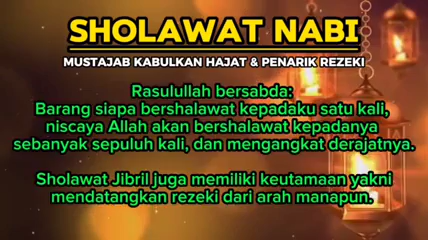 SHOLAWAT NABI
MUSTAJAB KABULKAN HAJAT & PENARIK REZEKI
Rasulullah bersabda:
Barang siapa bershalawat kepadaku satu kali,
niscaya Allah akan bershalawat kepadanya
sebanyak sepuluh kali, dan mengangkat derajatnya.
Sholawat Jibril juga memiliki keutamaan yakni
mendatangkan rezeki dari arah manapun.